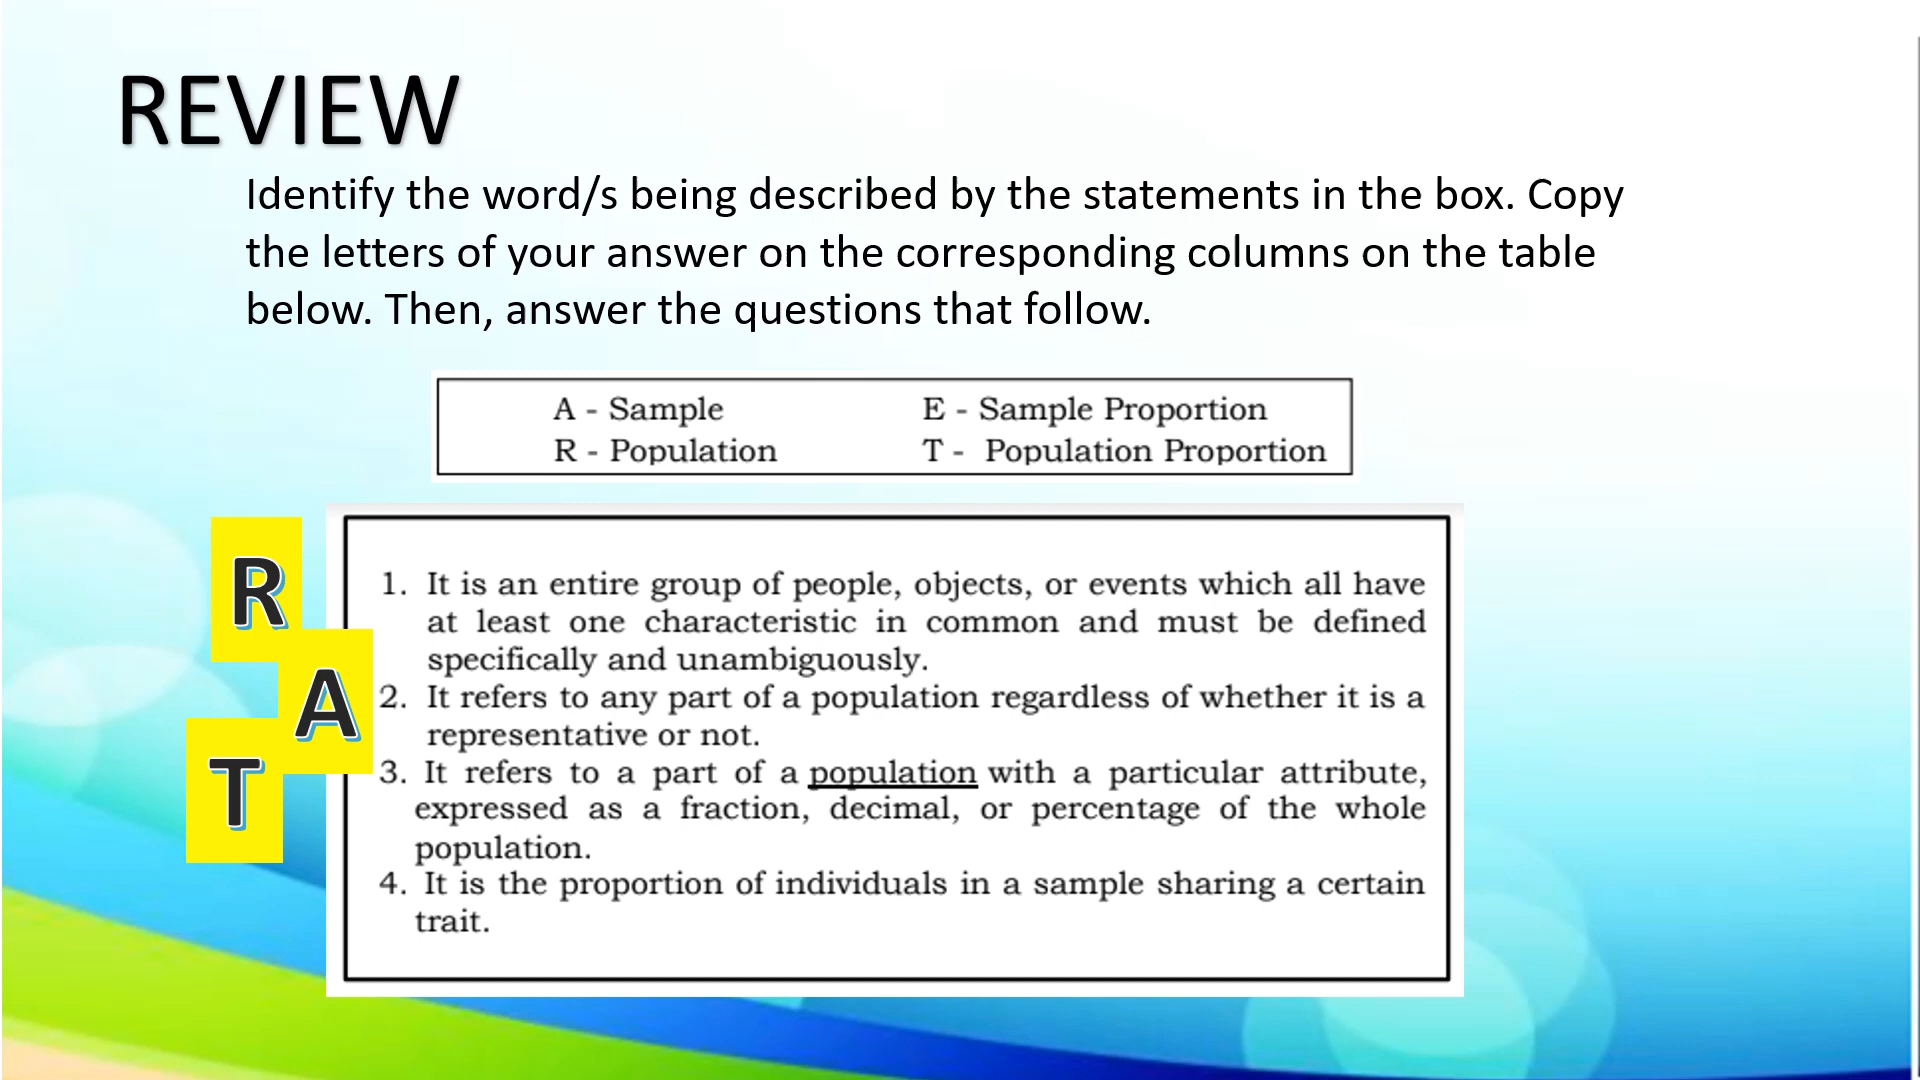 REVIEW
Identify the word/s being described by the statements in the box. Copy
the letters of your answer on the corresponding columns on the table
below. Then, answer the questions that follow.
A - Sample
E - Sample Proportion
R - Population
T - Population Proportion
R
1. It is an entire group of people, objects, or events which all have
at least one characteristic in common and must be defined
specifically and unambiguously.
A
2. It refers to any part of a population regardless of whether it is a
representative or not.
T
3. It refers to a part of a population with a particular attribute,
expressed as a fraction, decimal, or percentage of the whole
population.
4. It is the proportion of individuals in a sample sharing a certain
trait.